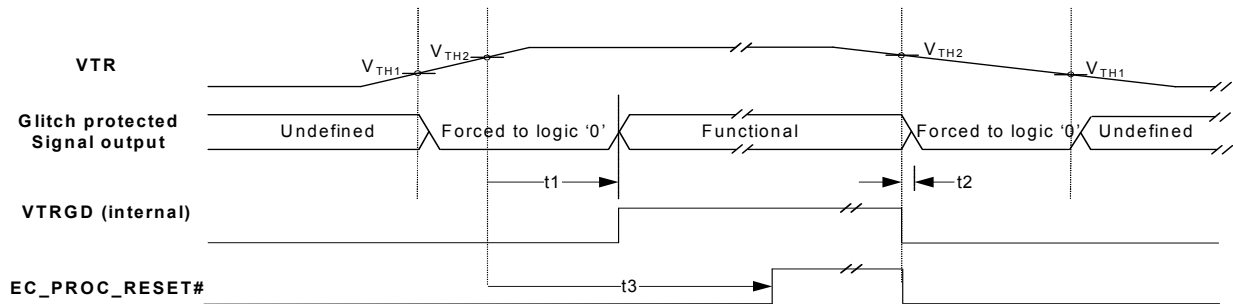 VTR
VTH1
VTH2
VTH2
VTH1
Glitch protected
Signal output
Undefined
Forced to logic ‘0’
Functional
Forced to logic ‘0’
Undefined
t1
t2
VTRGD (internal)
EC_PROC_RESET#
t3